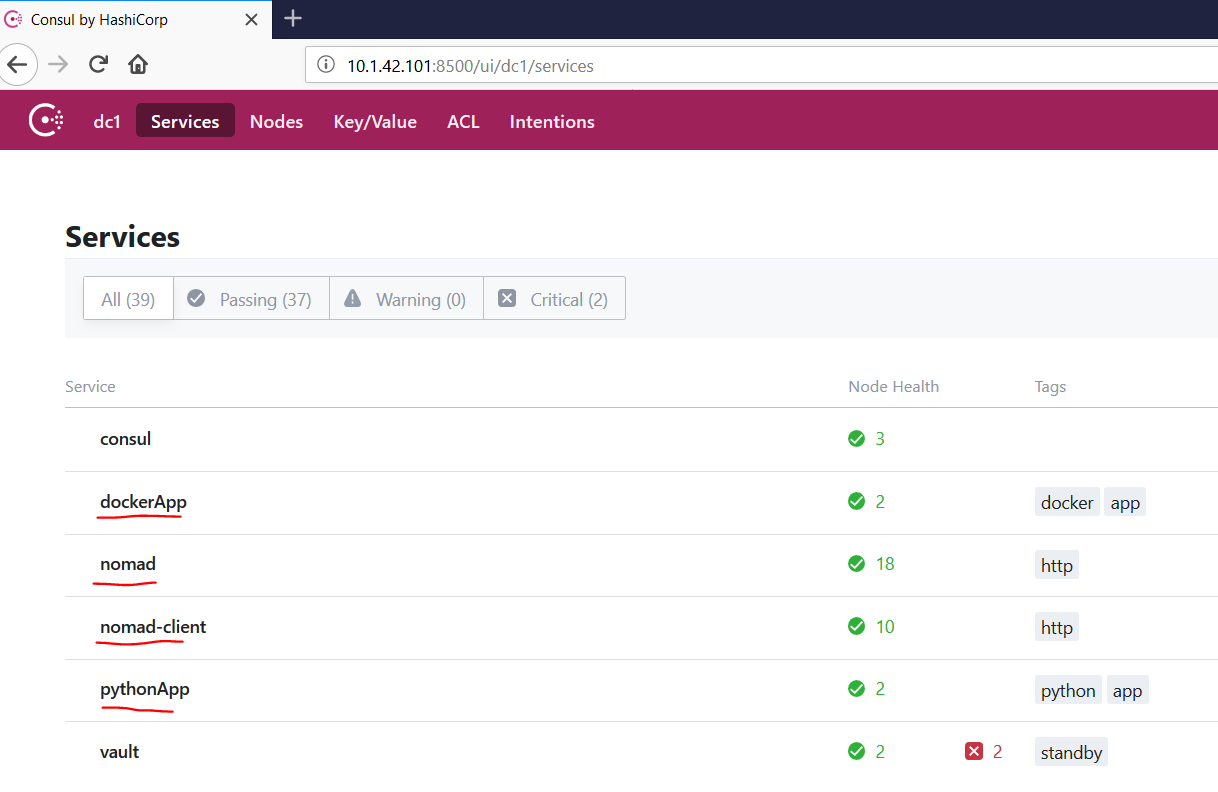 Consul by HashiCorp
10.1.42.101:8500/ui/dc1/services
dc1 Services Nodes Key/Value ACL Intentions
Services
All (39) Passing (37) Warning (0) Critical (2)
Service Node Health Tags
consul 3
dockerApp 2 docker app
nomad 18 http
nomad-client 10 http
pythonApp 2 python app
vault 2 2 standby